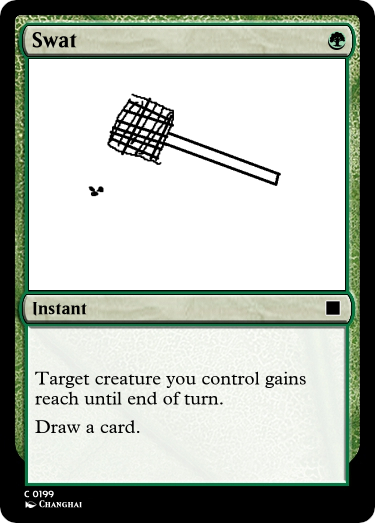 Swat
Instant
Target creature you control gains
reach until end of turn.
Draw a card.
C 0199
CHANGHAI